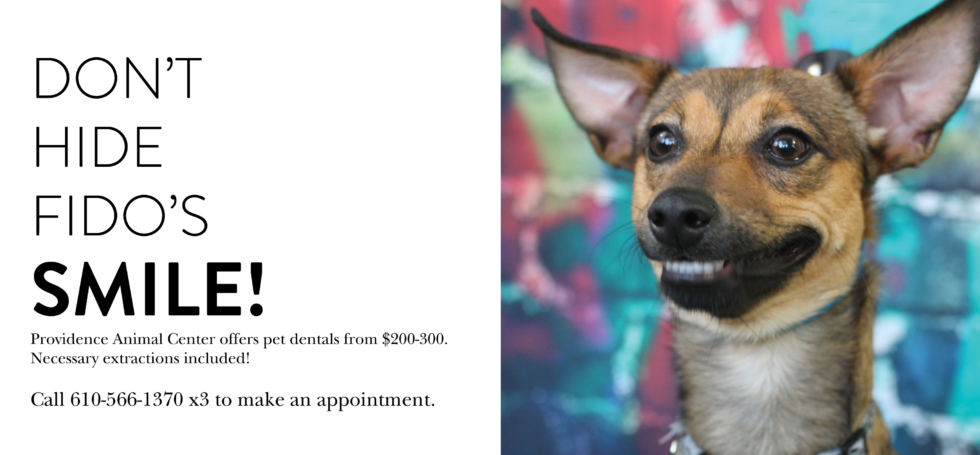 DON’T
HIDE
FIDO’S
SMILE!
Providence Animal Center offers pet dentals from $200-300.
Necessary extractions included!
Call 610-566-1370 x3 to make an appointment.